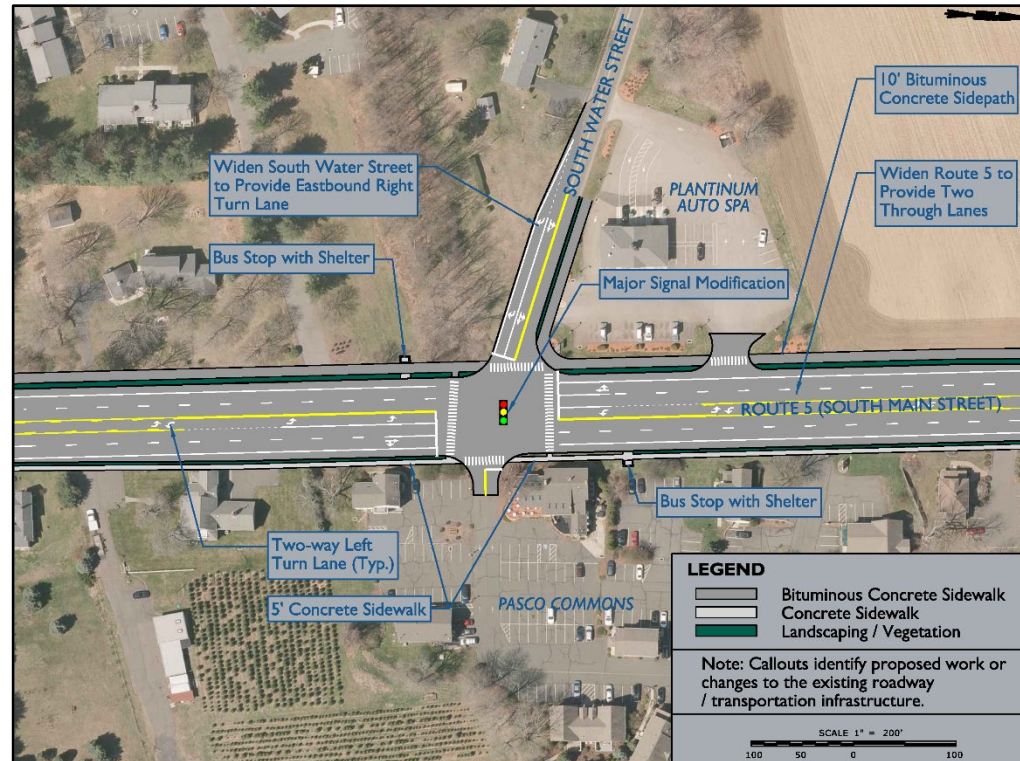 SOUTH WATER STREET
10' Bituminous
Concrete Sidepath
Widen South Water Street
to Provide Eastbound Right
Turn Lane
PLANTINUM
AUTO SPA
Widen Route 5 to
Provide Two
Through Lanes
Bus Stop with Shelter
Major Signal Modification
ROUTE 5 (SOUTH MAIN STREET)
Bus Stop with Shelter
Two-way Left
Turn Lane (Typ.)
5' Concrete Sidewalk
PASCO COMMONS
LEGEND
Bituminous Concrete Sidewalk
Concrete Sidewalk
Landscaping / Vegetation
Note: Callouts identify proposed work or
changes to the existing roadway
/ transportation infrastructure.
SCALE 1" = 200'
100 50 0 100